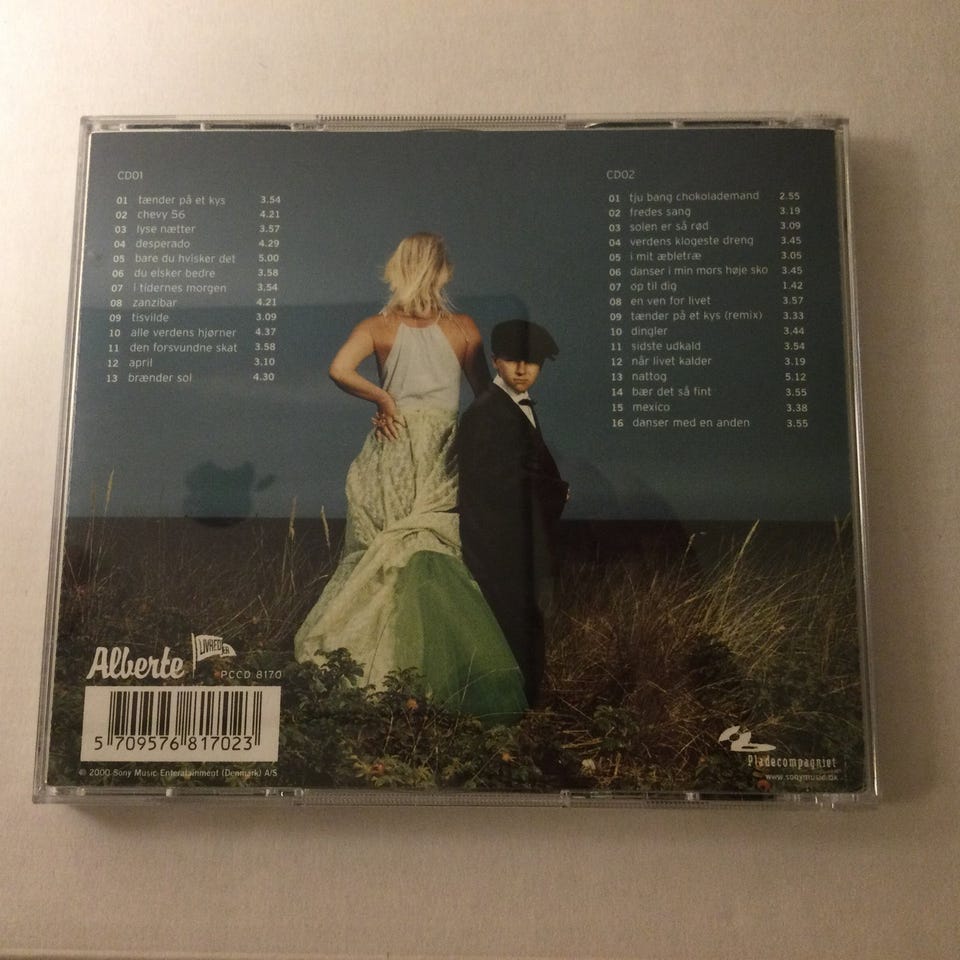 CD01
01 tænder på et kys 3.54
02 chevy 56 4.21
03 lyse nætter 3.57
04 desperado 4.29
05 bare du hvisker det 5.00
06 du elsker bedre 3.58
07 i tidernes morgen 3.54
08 zanzibar 4.21
09 tisvilde 3.09
10 alle verdens hjørner 4.37
11 den forsvundne skat 3.58
12 april 3.10
13 brænder sol 4.30
CD02
01 tju bang chokolademand 2.55
02 fredes sang 3.19
03 solen er så rød 3.09
04 verdens klogeste dreng 3.45
05 i mit æbletræ 3.05
06 danser i min mors høje sko 3.45
07 op til dig 1.42
08 en ven for livet 3.57
09 tænder på et kys (remix) 3.33
10 dingler 3.44
11 sidste udkald 3.54
12 når livet kalder 3.19
13 nattog 5.12
14 bær det så fint 3.55
15 mexico 3.38
16 danser med en anden 3.55
Alberte
LIVREDDER
PCCD 8170
5 709576 817023
© 2000 Sony Music Entertainment (Denmark) A/S
Pladecompagniet
www.sonymusic.dk